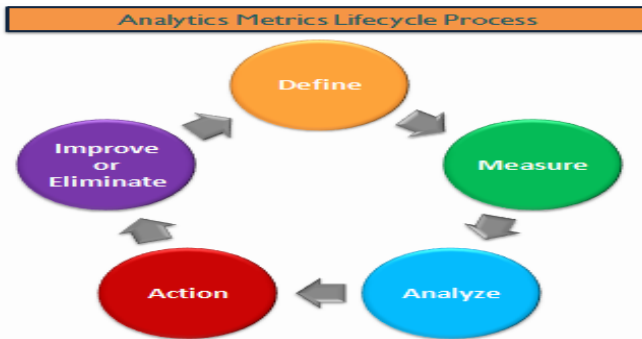 Analytics Metrics Lifecycle Process
Define
Measure
Analyze
Action
Improve
or
Eliminate